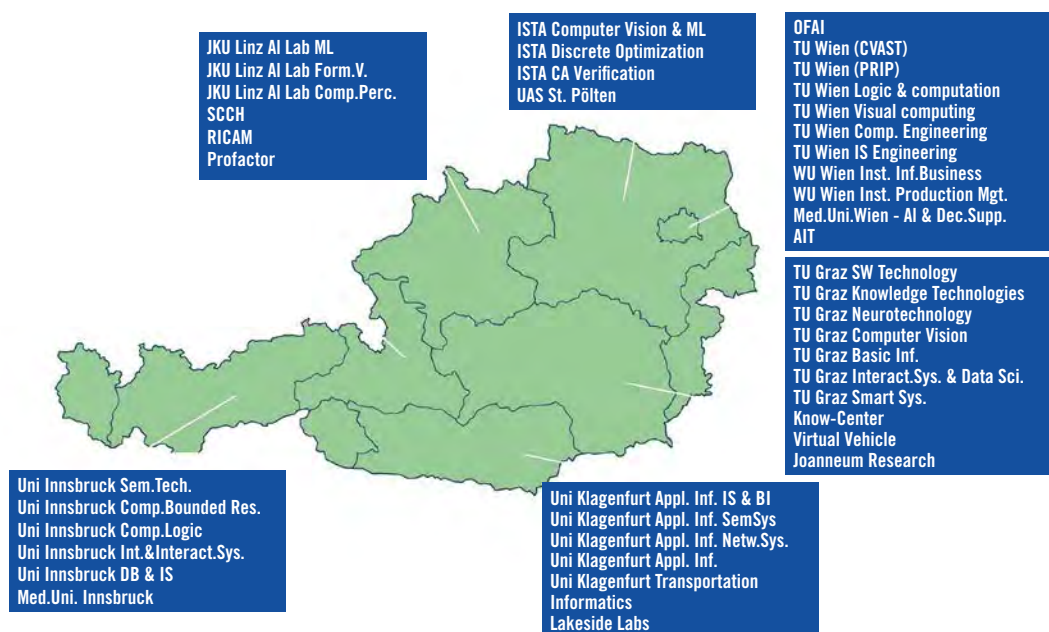 JKU Linz AI Lab ML
JKU Linz AI Lab Form.V.
JKU Linz AI Lab Comp.Perc.
SCCH
RICAM
Profactor
ISTA Computer Vision & ML
ISTA Discrete Optimization
ISTA CA Verification
UAS St. Pölten
OFAI
TU Wien (CVAST)
TU Wien (PRIP)
TU Wien Logic & computation
TU Wien Visual computing
TU Wien Comp. Engineering
TU Wien IS Engineering
WU Wien Inst. Inf.Business
WU Wien Inst. Production Mgt.
Med.Uni.Wien - AI & Dec.Supp.
AIT
TU Graz SW Technology
TU Graz Knowledge Technologies
TU Graz Neurotechnology
TU Graz Computer Vision
TU Graz Basic Inf.
TU Graz Interact.Sys. & Data Sci.
TU Graz Smart Sys.
Know-Center
Virtual Vehicle
Joanneum Research
Uni Innsbruck Sem.Tech.
Uni Innsbruck Comp.Bounded Res.
Uni Innsbruck Comp.Logic
Uni Innsbruck Int.&Interact.Sys.
Uni Innsbruck DB & IS
Med.Uni. Innsbruck
Uni Klagenfurt Appl. Inf. IS & BI
Uni Klagenfurt Appl. Inf. SemSys
Uni Klagenfurt Appl. Inf. Netw.Sys.
Uni Klagenfurt Appl. Inf.
Uni Klagenfurt Transportation
Informatics
Lakeside Labs